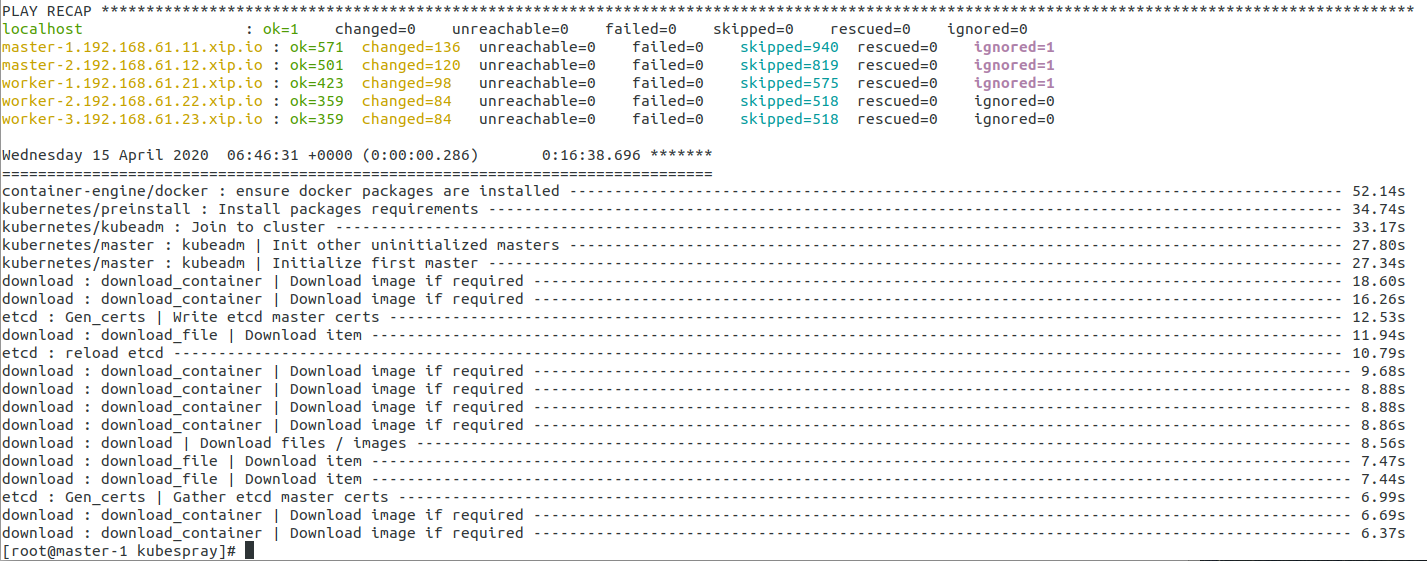 PLAY RECAP **************************************************************************************************************************************************
localhost                  : ok=1    changed=0    unreachable=0    failed=0    skipped=0    rescued=0    ignored=0
master-1.192.168.61.11.xip.io : ok=571  changed=136  unreachable=0    failed=0    skipped=940  rescued=0    ignored=1
master-2.192.168.61.12.xip.io : ok=501  changed=120  unreachable=0    failed=0    skipped=819  rescued=0    ignored=1
worker-1.192.168.61.21.xip.io : ok=423  changed=98   unreachable=0    failed=0    skipped=575  rescued=0    ignored=1
worker-2.192.168.61.22.xip.io : ok=359  changed=84   unreachable=0    failed=0    skipped=518  rescued=0    ignored=0
worker-3.192.168.61.23.xip.io : ok=359  changed=84   unreachable=0    failed=0    skipped=518  rescued=0    ignored=0
Wednesday 15 April 2020  06:46:31 +0000 (0:00:00.286)       0:16:38.696 *******
===============================================================================
container-engine/docker : ensure docker packages are installed -------------------------------------------------------------------------------------- 52.14s
kubernetes/preinstall : Install packages requirements ----------------------------------------------------------------------------------------------- 34.74s
kubernetes/kubeadm : Join to cluster ---------------------------------------------------------------------------------------------------------------- 33.17s
kubernetes/master : kubeadm | Init other uninitialized masters -------------------------------------------------------------------------------------- 27.80s
kubernetes/master : kubeadm | Initialize first master ----------------------------------------------------------------------------------------------- 27.34s
download : download_container | Download image if required ------------------------------------------------------------------------------------------ 18.60s
download : download_container | Download image if required ------------------------------------------------------------------------------------------ 16.26s
etcd : Gen_certs | Write etcd master certs ---------------------------------------------------------------------------------------------------------- 12.53s
download : download_file | Download item ------------------------------------------------------------------------------------------------------------ 11.94s
etcd : reload etcd ---------------------------------------------------------------------------------------------------------------------------------- 10.79s
download : download_container | Download image if required ------------------------------------------------------------------------------------------- 9.68s
download : download_container | Download image if required ------------------------------------------------------------------------------------------- 8.88s
download : download_container | Download image if required ------------------------------------------------------------------------------------------- 8.88s
download : download_container | Download image if required ------------------------------------------------------------------------------------------- 8.86s
download : download | Download files / images -------------------------------------------------------------------------------------------------------- 8.56s
download : download_file | Download item ------------------------------------------------------------------------------------------------------------- 7.47s
download : download_file | Download item ------------------------------------------------------------------------------------------------------------- 7.44s
etcd : Gen_certs | Gather etcd master certs ---------------------------------------------------------------------------------------------------------- 6.99s
download : download_container | Download image if required ------------------------------------------------------------------------------------------- 6.69s
download : download_container | Download image if required ------------------------------------------------------------------------------------------- 6.37s
[root@master-1 kubespray]#